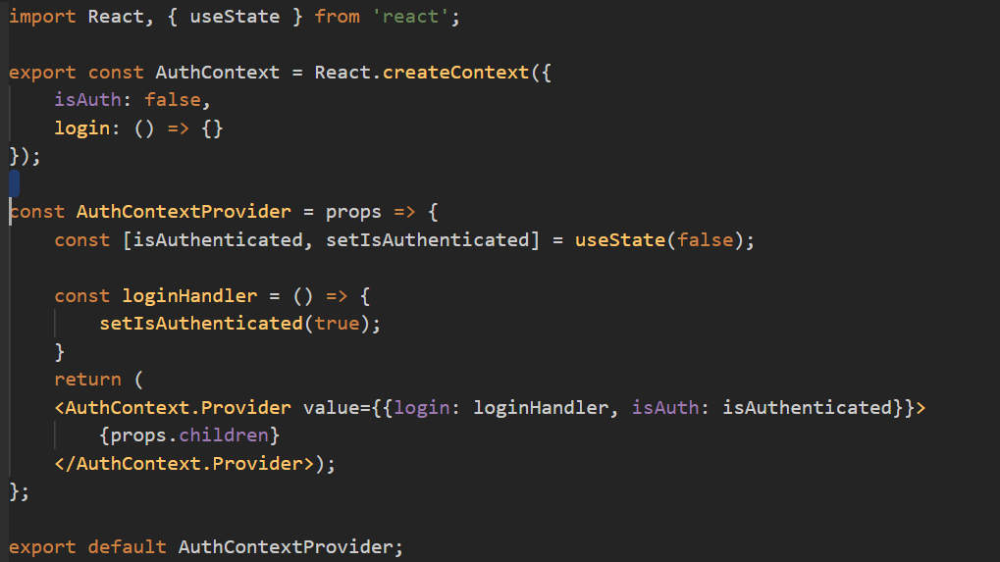 import React, { useState } from 'react';
export const AuthContext = React.createContext({
    isAuth: false,
    login: () => {}
});
const AuthContextProvider = props => {
    const [isAuthenticated, setIsAuthenticated] = useState(false);
    const loginHandler = () => {
        setIsAuthenticated(true);
    }
    return (
    <AuthContext.Provider value={{login: loginHandler, isAuth: isAuthenticated}}>
        {props.children}
    </AuthContext.Provider>);
};
export default AuthContextProvider;